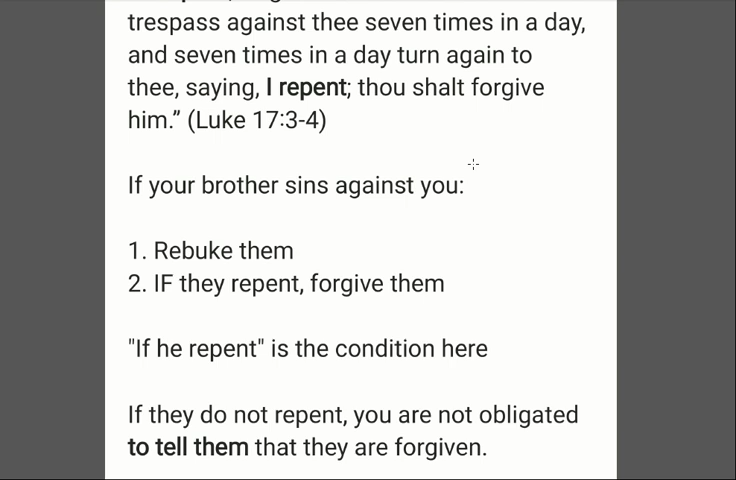 trespass against thee seven times in a day,
and seven times in a day turn again to
thee, saying, I repent; thou shalt forgive
him.” (Luke 17:3-4)
If your brother sins against you:
1. Rebuke them
2. IF they repent, forgive them
"If he repent" is the condition here
If they do not repent, you are not obligated
to tell them that they are forgiven.